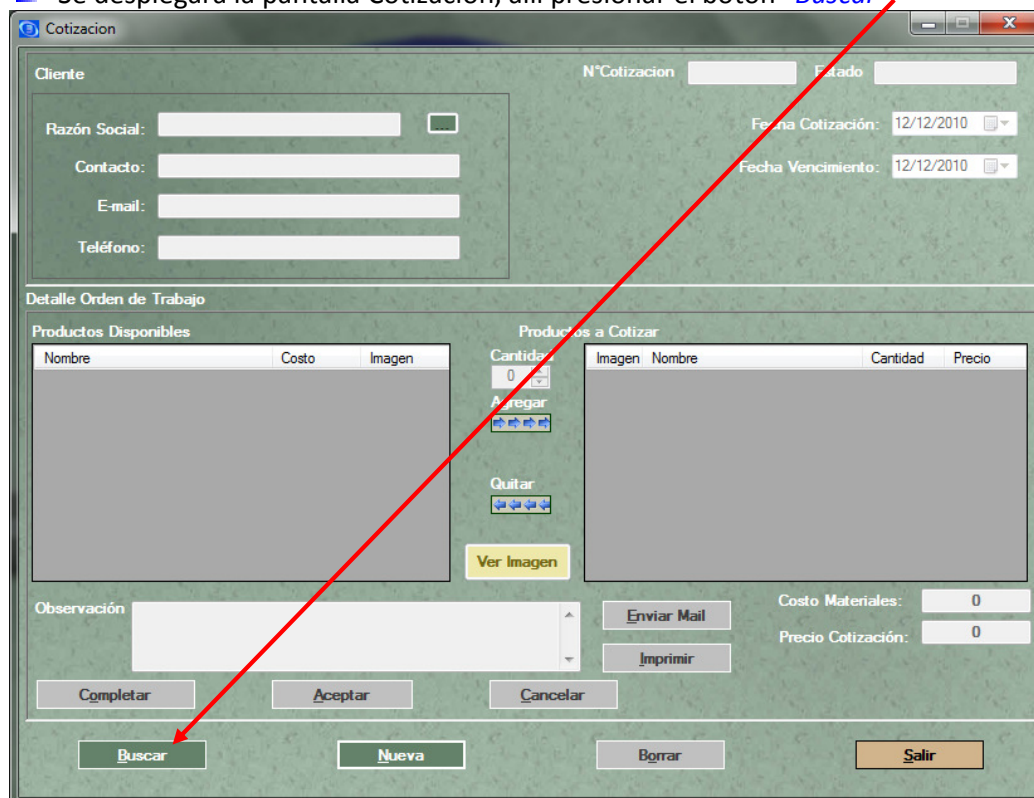 Se desplegará la pantalla Cotización, allí presionar el botón "Buscar"
Cotizacion
Cliente
N°Cotizacion
Estado
Razón Social:
...
Fecha Cotización: 12/12/2010
Contacto:
Fecha Vencimiento: 12/12/2010
E-mail:
Teléfono:
Detalle Orden de Trabajo
Productos Disponibles
Productos a Cotizar
Nombre Costo Imagen
Cantidad
Imagen Nombre Cantidad Precio
0
Agregar
Quitar
Ver Imagen
Observación
Enviar Mail
Costo Materiales: 0
Precio Cotización: 0
Imprimir
Completar Aceptar Cancelar
Buscar Nueva Borrar Salir